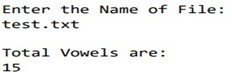 Enter the Name of File:
test.txt
Total Vowels are:
15